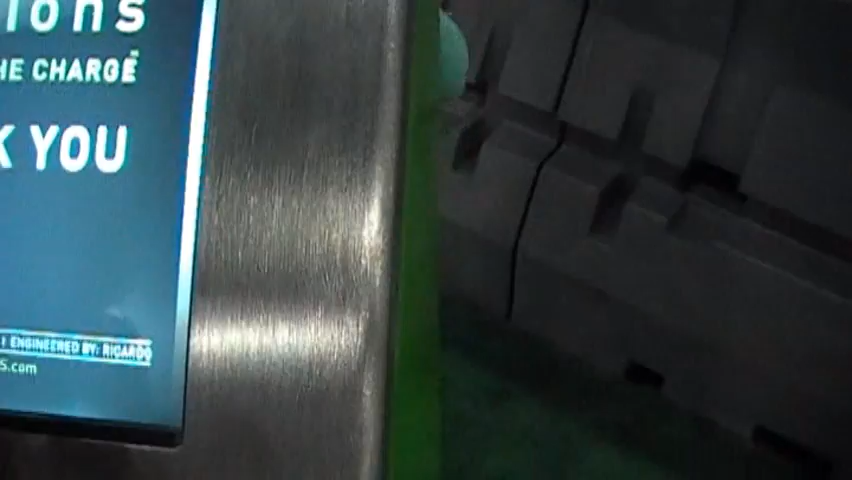 ions
HE CHARGE
K YOU
ENGINEERED BY: RICARDO
S.com